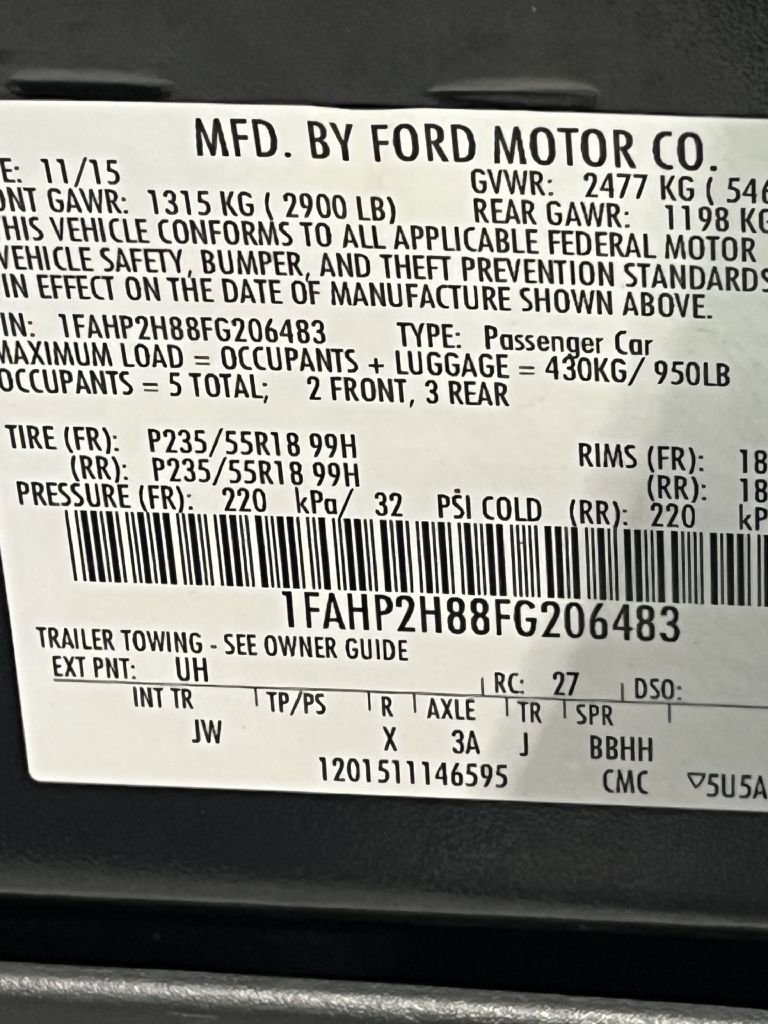 MFD. BY FORD MOTOR CO.
E: 11/15 GVWR: 2477 KG ( 546
ONT GAWR: 1315 KG ( 2900 LB) REAR GAWR: 1198 KG
THIS VEHICLE CONFORMS TO ALL APPLICABLE FEDERAL MOTOR
VEHICLE SAFETY, BUMPER, AND THEFT PREVENTION STANDARDS
IN EFFECT ON THE DATE OF MANUFACTURE SHOWN ABOVE.
IN: 1FAHP2H88FG206483 TYPE: Passenger Car
MAXIMUM LOAD = OCCUPANTS + LUGGAGE = 430KG/ 950LB
OCCUPANTS = 5 TOTAL; 2 FRONT, 3 REAR
TIRE (FR): P235/55R18 99H RIMS (FR): 18
(RR): P235/55R18 99H (RR): 18
PRESSURE (FR): 220 kPa/ 32 PSI COLD (RR): 220 kP
1FAHP2H88FG206483
TRAILER TOWING - SEE OWNER GUIDE
EXT PNT: UH RC: 27 DSO:
INT TR TP/PS R AXLE TR SPR
JW X 3A J BBHH
1201511146595 CMC ▽5U5A